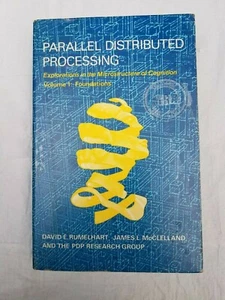 PARALLEL DISTRIBUTED
PROCESSING
Explorations in the Microstructure of Cognition
Volume 1: Foundations
DAVID E. RUMELHART JAMES L. McCLELLAND
AND THE PDP RESEARCH GROUP